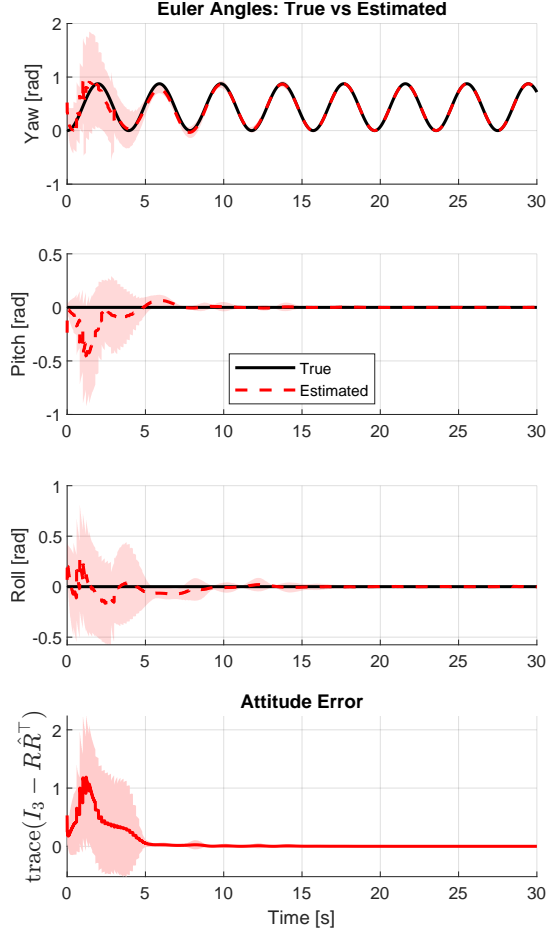 Euler Angles: True vs Estimated
Yaw [rad]
2
1
0
-1
0 5 10 15 20 25 30
Pitch [rad]
0.5
0
-0.5
-1
True
Estimated
0 5 10 15 20 25 30
Roll [rad]
1
0.5
0
-0.5
0 5 10 15 20 25 30
Attitude Error
trace(I₃ − RR̂⊤)
2
1
0
0 5 10 15 20 25 30
Time [s]